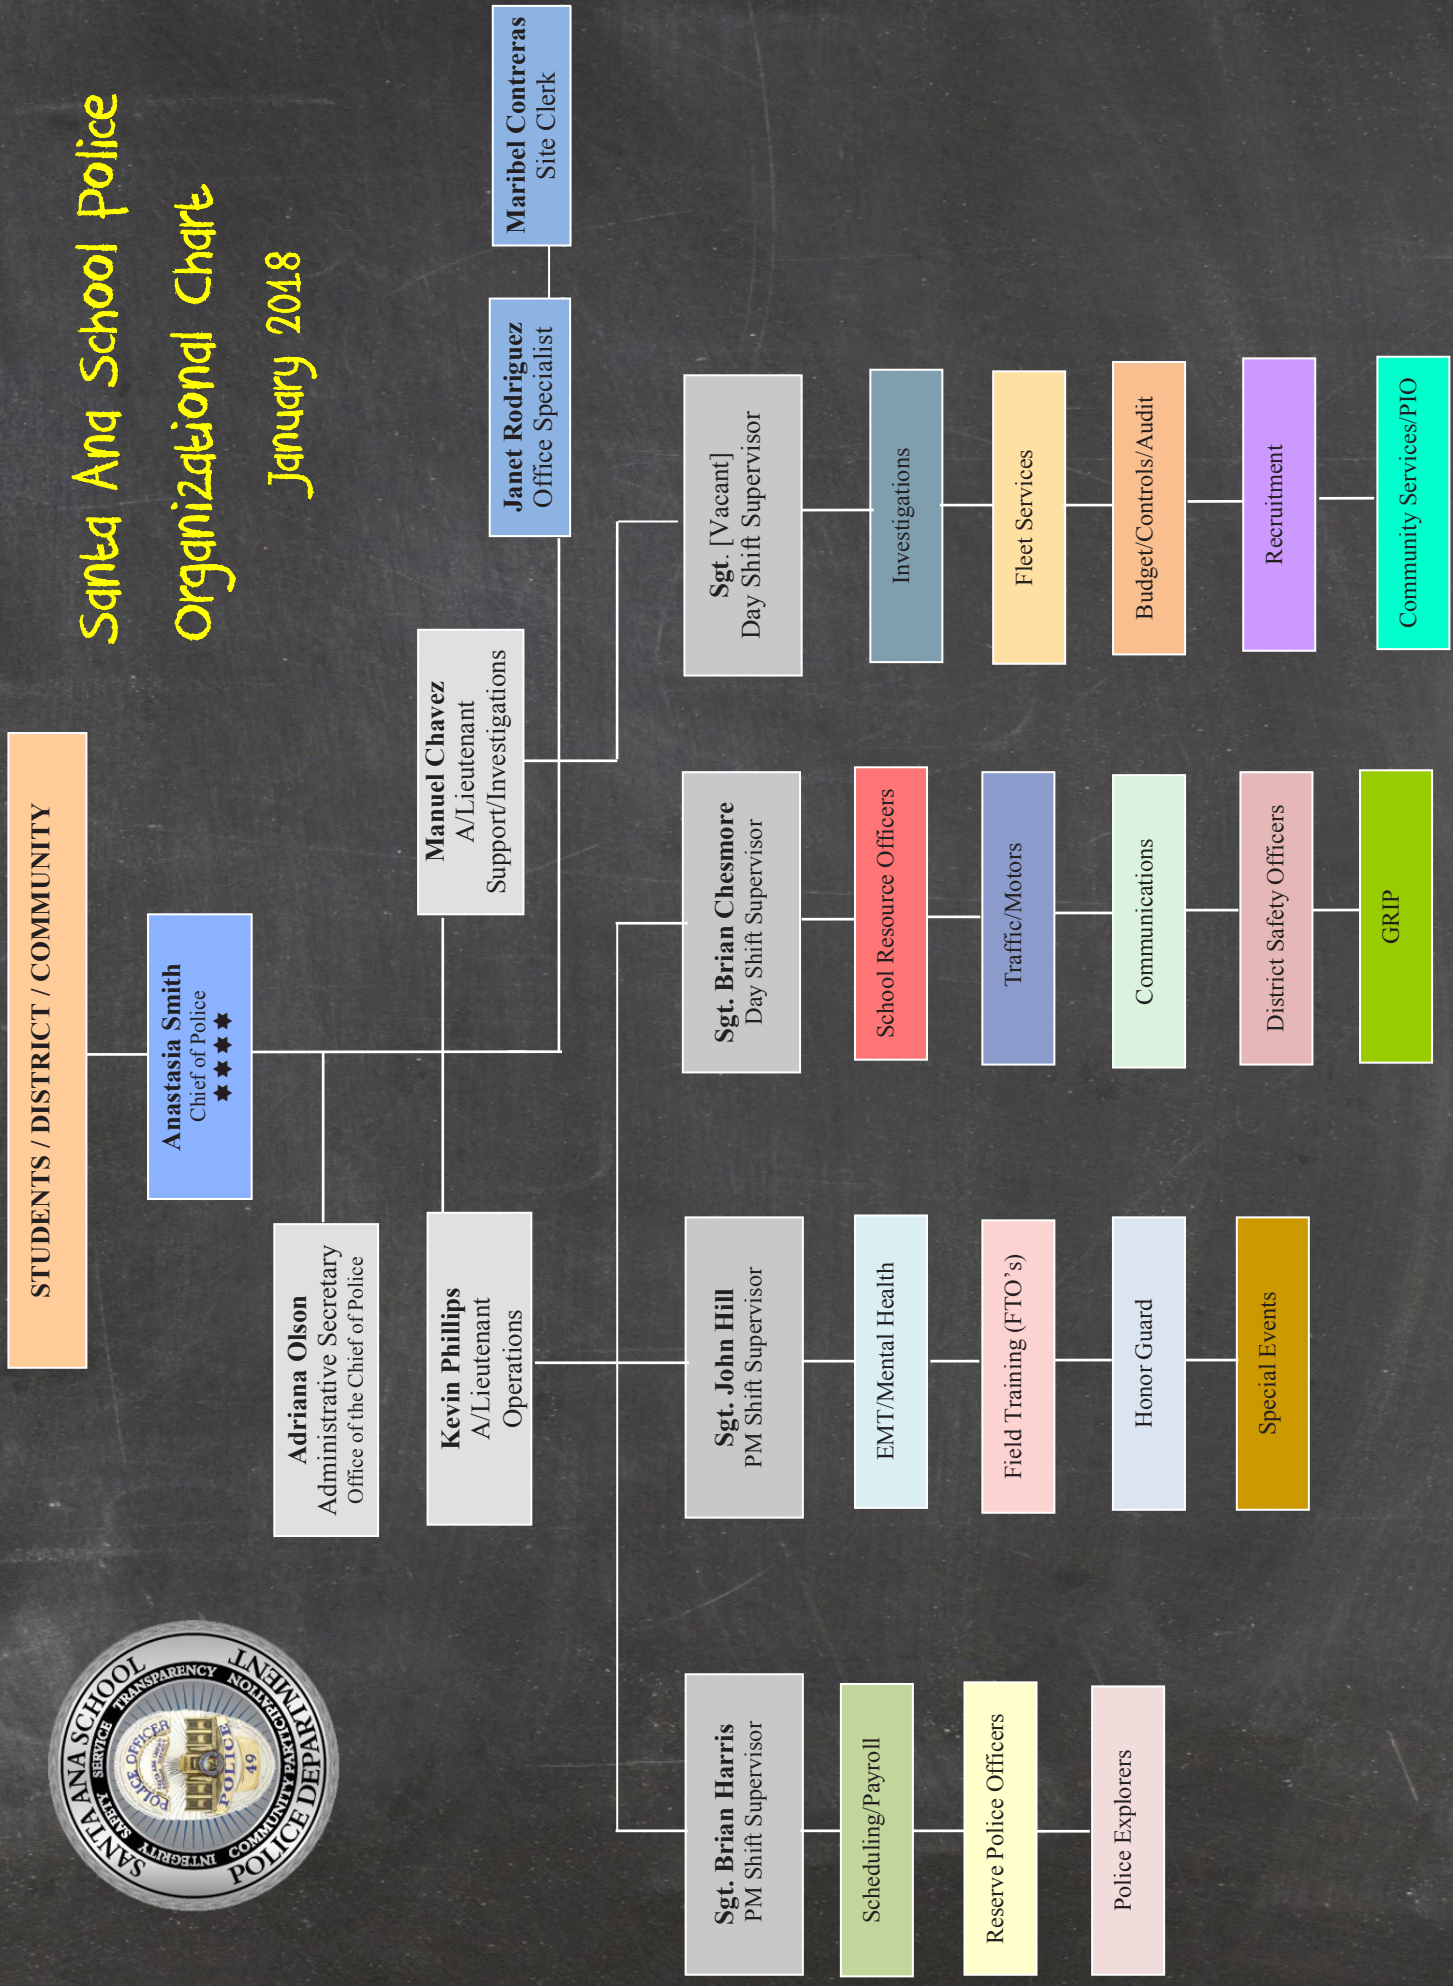 Santa Ana School Police
Organizational Chart
January 2018
SANTA ANA SCHOOL
POLICE DEPARTMENT
INTEGRITY SAFETY SERVICE TRANSPARENCY
COMMUNITY PARTICIPATION
POLICE OFFICER
POLICE
49
STUDENTS / DISTRICT / COMMUNITY
Anastasia Smith
Chief of Police
★★★★
Adriana Olson
Administrative Secretary
Office of the Chief of Police
Kevin Phillips
A/Lieutenant
Operations
Manuel Chavez
A/Lieutenant
Support/Investigations
Janet Rodriguez
Office Specialist
Maribel Contreras
Site Clerk
Sgt. Brian Harris
PM Shift Supervisor
Scheduling/Payroll
Reserve Police Officers
Police Explorers
Sgt. John Hill
PM Shift Supervisor
EMT/Mental Health
Field Training (FTO’s)
Honor Guard
Special Events
Sgt. Brian Chesmore
Day Shift Supervisor
School Resource Officers
Traffic/Motors
Communications
District Safety Officers
GRIP
Sgt. [Vacant]
Day Shift Supervisor
Investigations
Fleet Services
Budget/Controls/Audit
Recruitment
Community Services/PIO